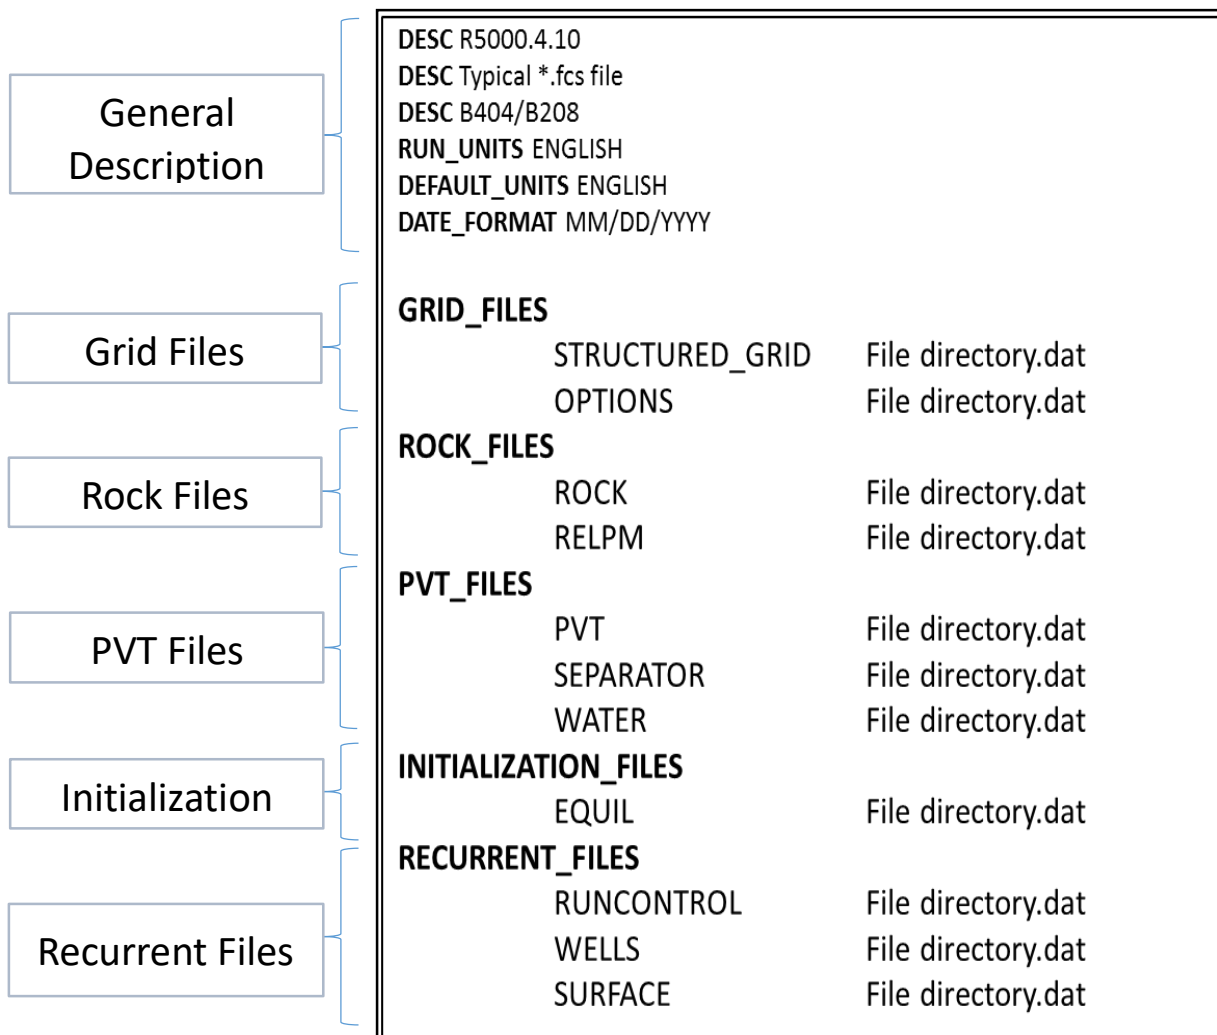 General
Description
DESC R5000.4.10
DESC Typical *.fcs file
DESC B404/B208
RUN_UNITS ENGLISH
DEFAULT_UNITS ENGLISH
DATE_FORMAT MM/DD/YYYY
Grid Files
GRID_FILES
STRUCTURED_GRID File directory.dat
OPTIONS File directory.dat
Rock Files
ROCK_FILES
ROCK File directory.dat
RELPM File directory.dat
PVT Files
PVT_FILES
PVT File directory.dat
SEPARATOR File directory.dat
WATER File directory.dat
Initialization
INITIALIZATION_FILES
EQUIL File directory.dat
Recurrent Files
RECURRENT_FILES
RUNCONTROL File directory.dat
WELLS File directory.dat
SURFACE File directory.dat